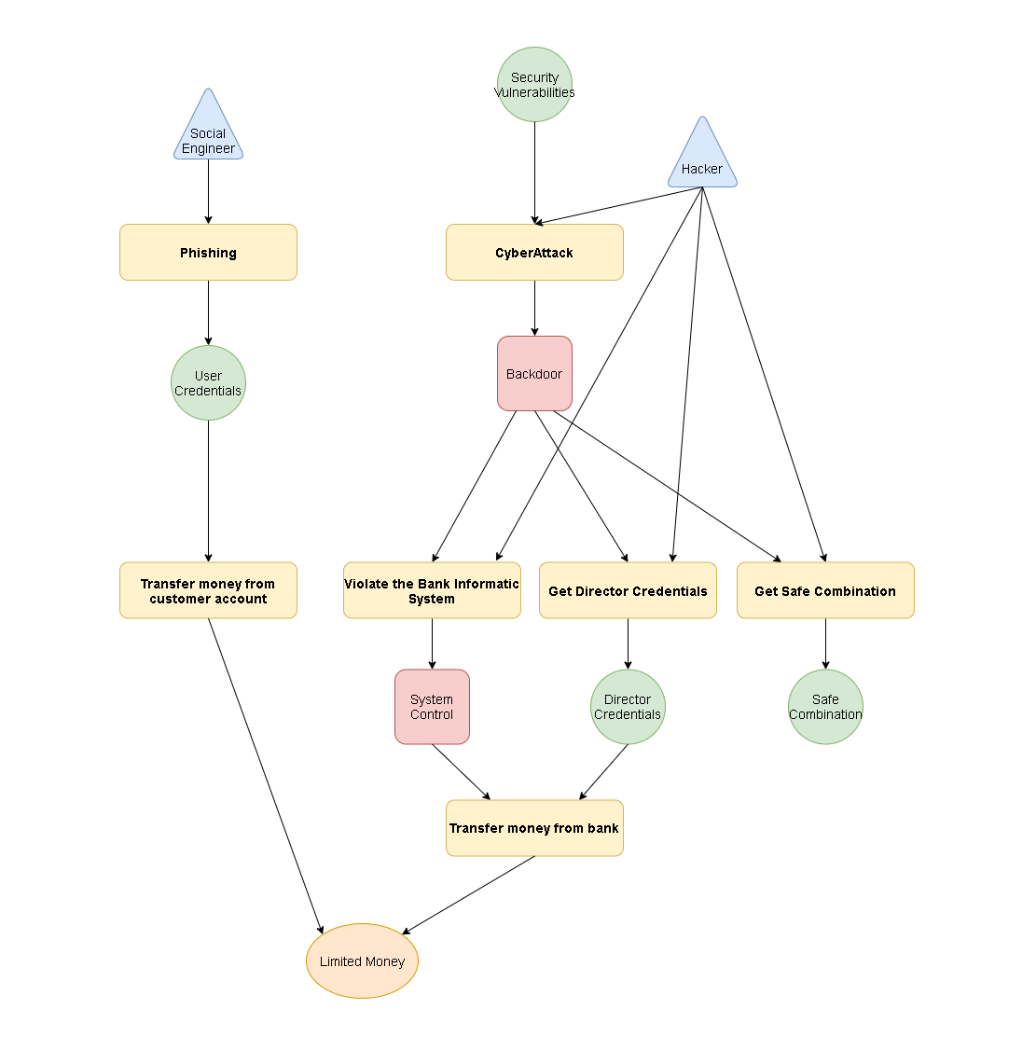 Security
Vulnerabilities
Social
Engineer
Hacker
Phishing
CyberAttack
Backdoor
User
Credentials
Transfer money from
customer account
Violate the Bank Informatic
System
Get Director Credentials
Get Safe Combination
System
Control
Director
Credentials
Safe
Combination
Transfer money from bank
Limited Money